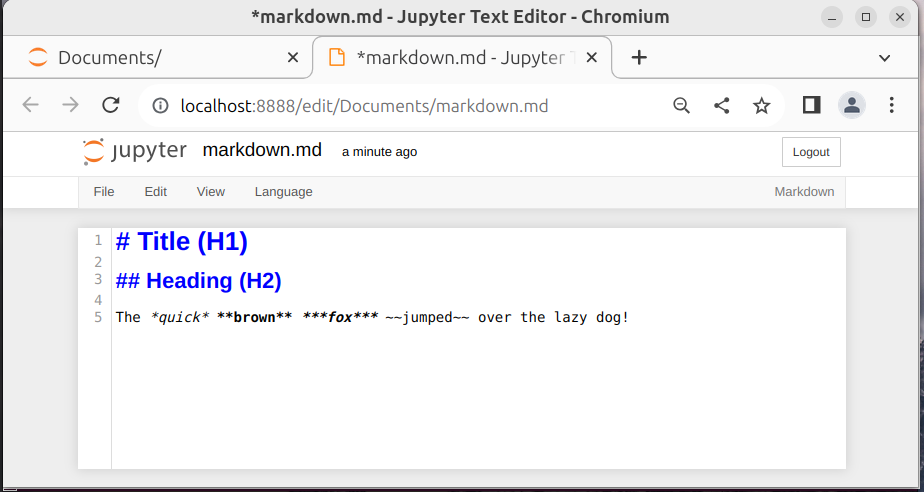 *markdown.md - Jupyter Text Editor - Chromium
Documents/
*markdown.md - Jupyter T
localhost:8888/edit/Documents/markdown.md
jupyter markdown.md a minute ago Logout
File Edit View Language Markdown
1 # Title (H1)
2
3 ## Heading (H2)
4
5 The *quick* **brown** ***fox*** ~~jumped~~ over the lazy dog!